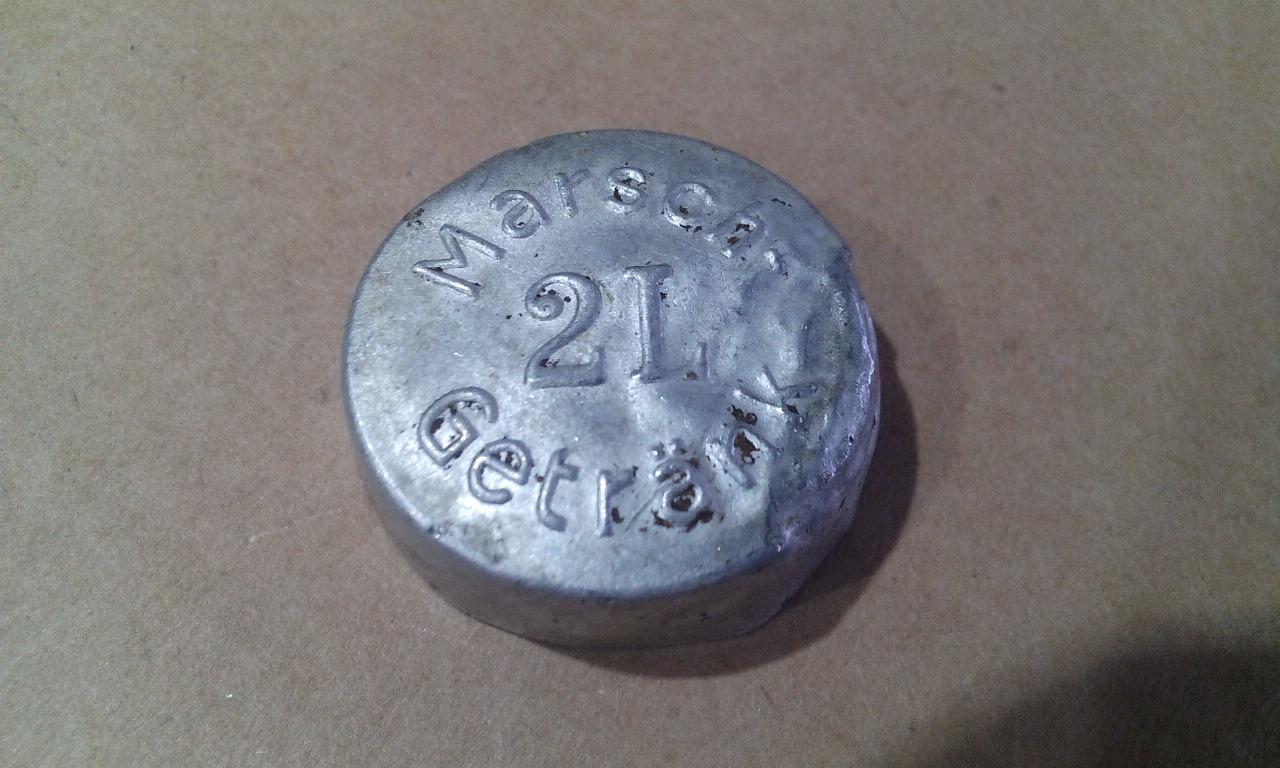 Marsch-
2L
Getränk